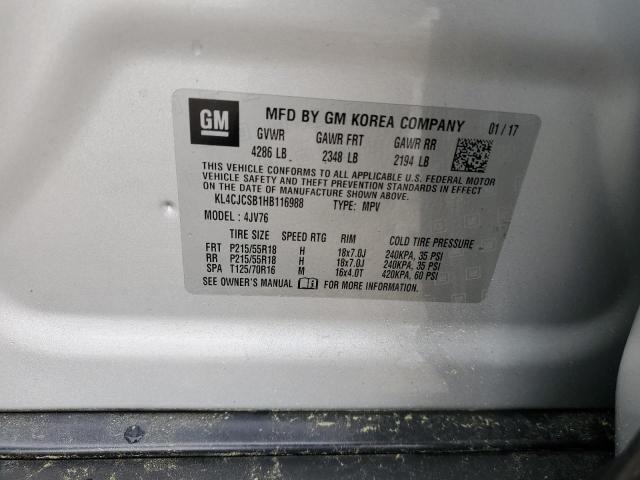 GM MFD BY GM KOREA COMPANY 01/17
GVWR GAWR FRT GAWR RR
4286 LB 2348 LB 2194 LB
THIS VEHICLE CONFORMS TO ALL APPLICABLE U.S. FEDERAL MOTOR
VEHICLE SAFETY AND THEFT PREVENTION STANDARDS IN EFFECT
ON THE DATE OF MANUFACTURE SHOWN ABOVE.
KL4CJCSB1HB116988 TYPE: MPV
MODEL: 4JV76
TIRE SIZE SPEED RTG RIM COLD TIRE PRESSURE
FRT P215/55R18 H 18x7.0J 240KPA, 35 PSI
RR P215/55R18 H 18x7.0J 240KPA, 35 PSI
SPA T125/70R16 M 16x4.0T 420KPA, 60 PSI
SEE OWNER'S MANUAL FOR MORE INFORMATION.